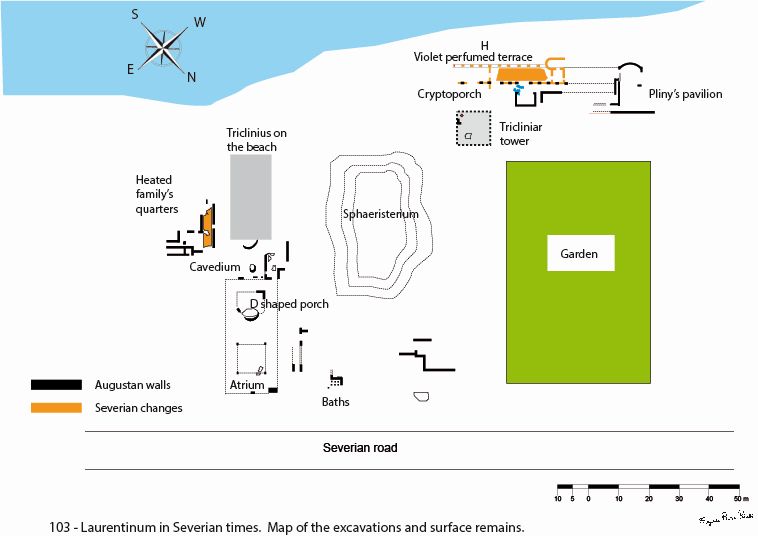 S
W
E
N
H
Violet perfumed terrace
Cryptoporch
Pliny's pavilion
Tricliniar
tower
Triclinius on
the beach
Heated
family's
quarters
Sphaeristerium
Garden
Cavedium
D shaped porch
Atrium
Baths
Augustan walls
Severian changes
Severian road
10 5 0 10 20 30 40 50 m
103 - Laurentinum in Severian times. Map of the excavations and surface remains.